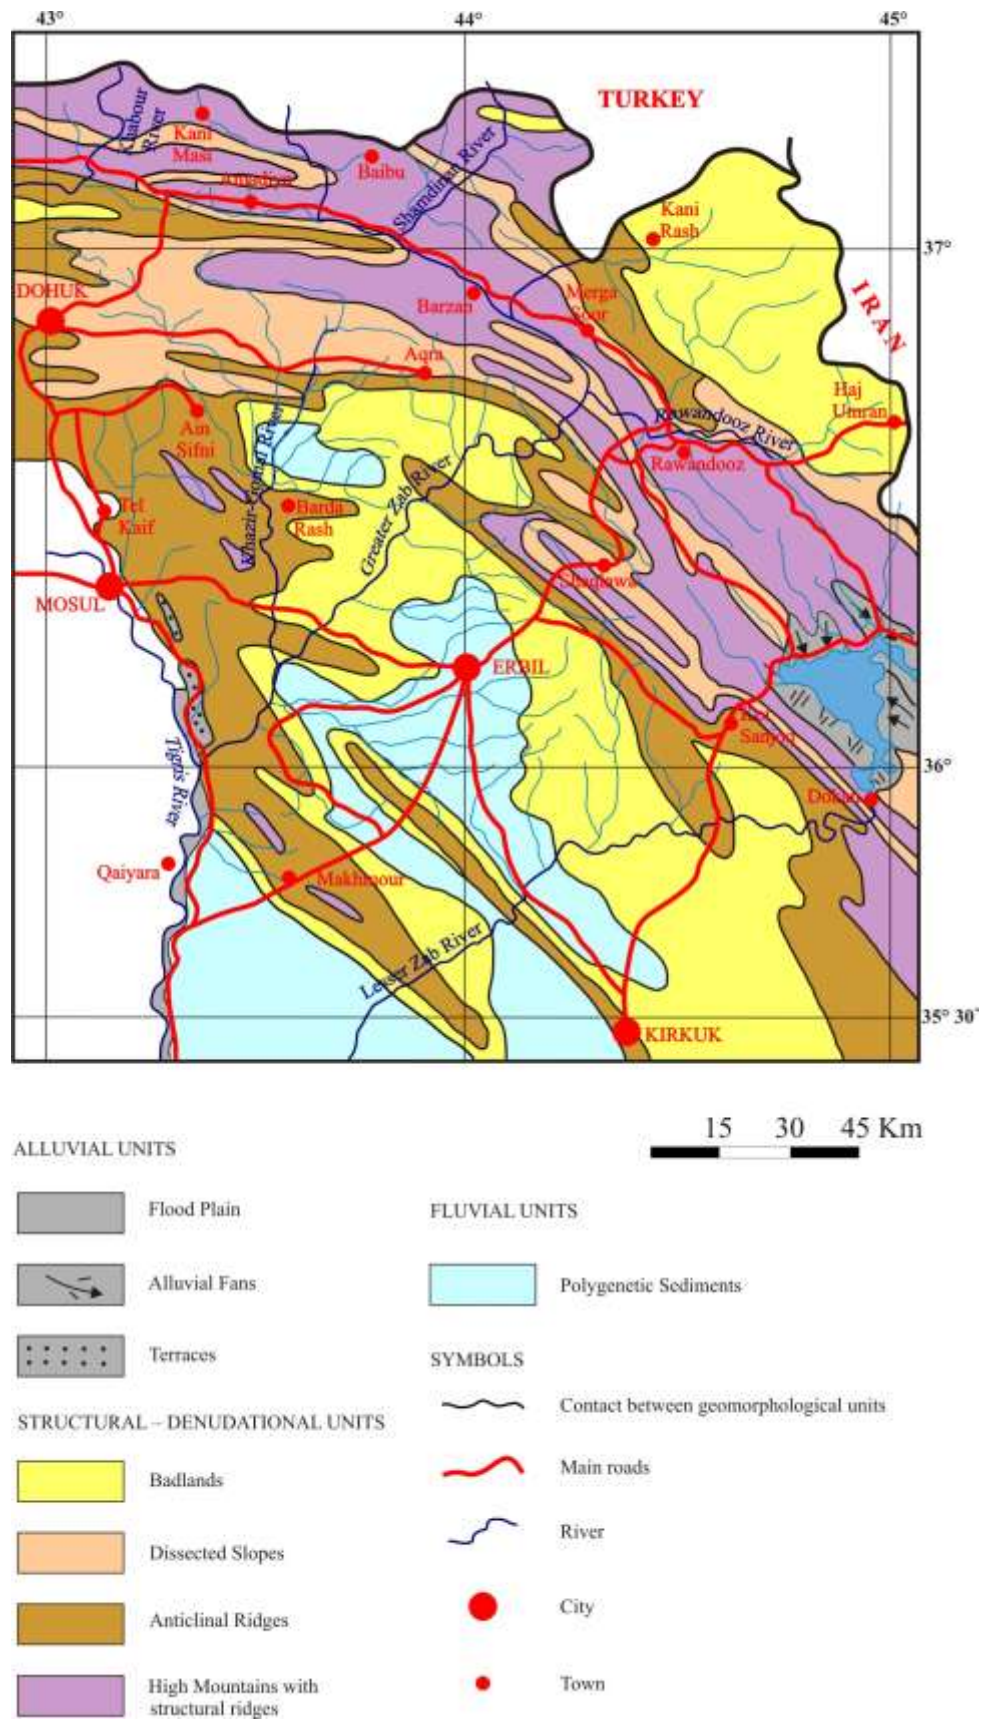 43°
44°
45°
TURKEY
Khabour
River
Kani
Masi
Baibu
Shamdinan River
Kani
Rash
37°
IRAN
DOHUK
Barzan
Merga
Aqra
Haj
Umran
Rawandooz River
Ain
Sifni
Rawandooz
Khazir-Gomal River
Greater Zab River
Tel
Kaif
Barda
Rash
MOSUL
Shaqlawa
ERBIL
Sanjoq
36°
Tigris River
Dokan
Qaiyara
Makhmour
Lesser Zab River
35° 30'
KIRKUK
15 30 45 Km
ALLUVIAL UNITS
Flood Plain
Alluvial Fans
Terraces
STRUCTURAL – DENUDATIONAL UNITS
Badlands
Dissected Slopes
Anticlinal Ridges
High Mountains with
structural ridges
FLUVIAL UNITS
Polygenetic Sediments
SYMBOLS
Contact between geomorphological units
Main roads
River
City
Town